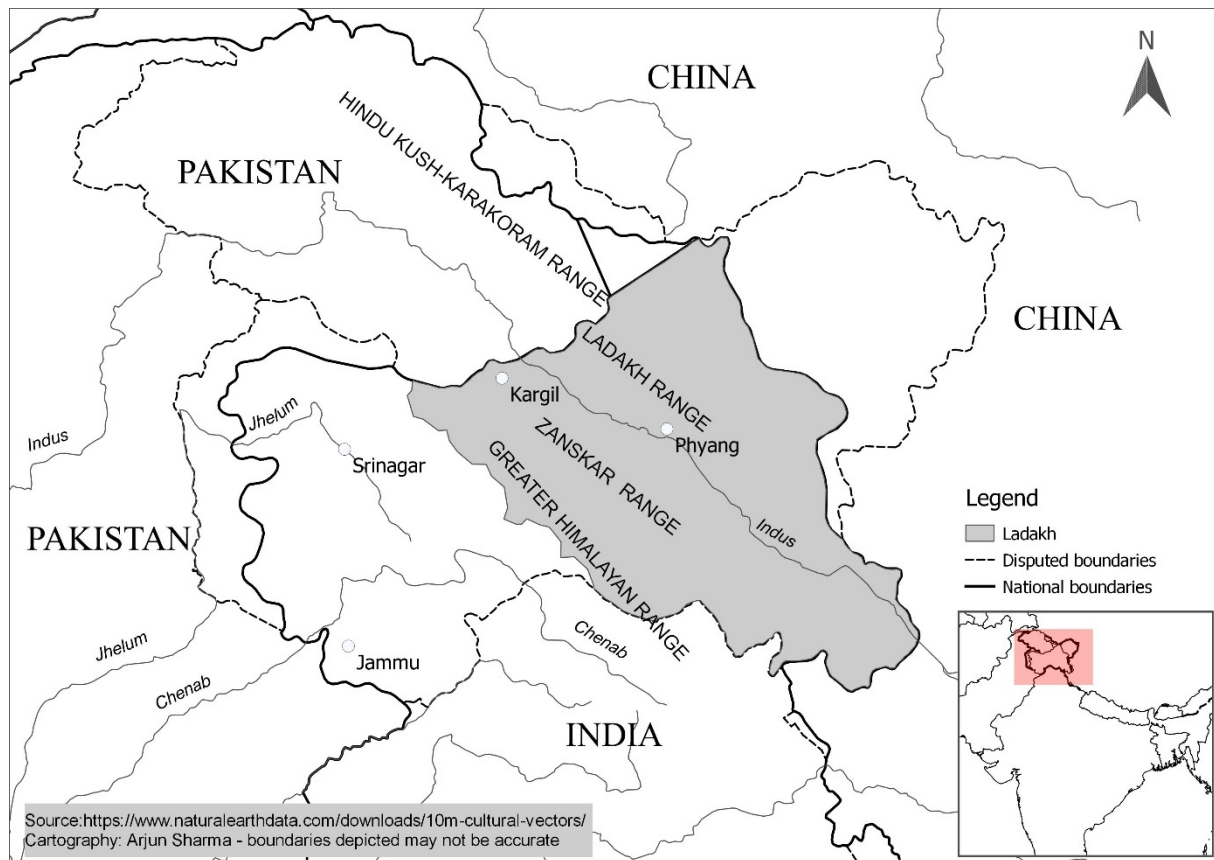 N
CHINA
HINDU KUSH-KARAKORAM RANGE
PAKISTAN
CHINA
LADAKH RANGE
Kargil
Jhelum
ZANSKAR RANGE
Phyang
Indus
Srinagar
GREATER HIMALAYAN RANGE
Legend
Ladakh
Indus
PAKISTAN
Disputed boundaries
National boundaries
Chenab
Jhelum
Jammu
Chenab
INDIA
Source:https://www.naturalearthdata.com/downloads/10m-cultural-vectors/
Cartography: Arjun Sharma - boundaries depicted may not be accurate